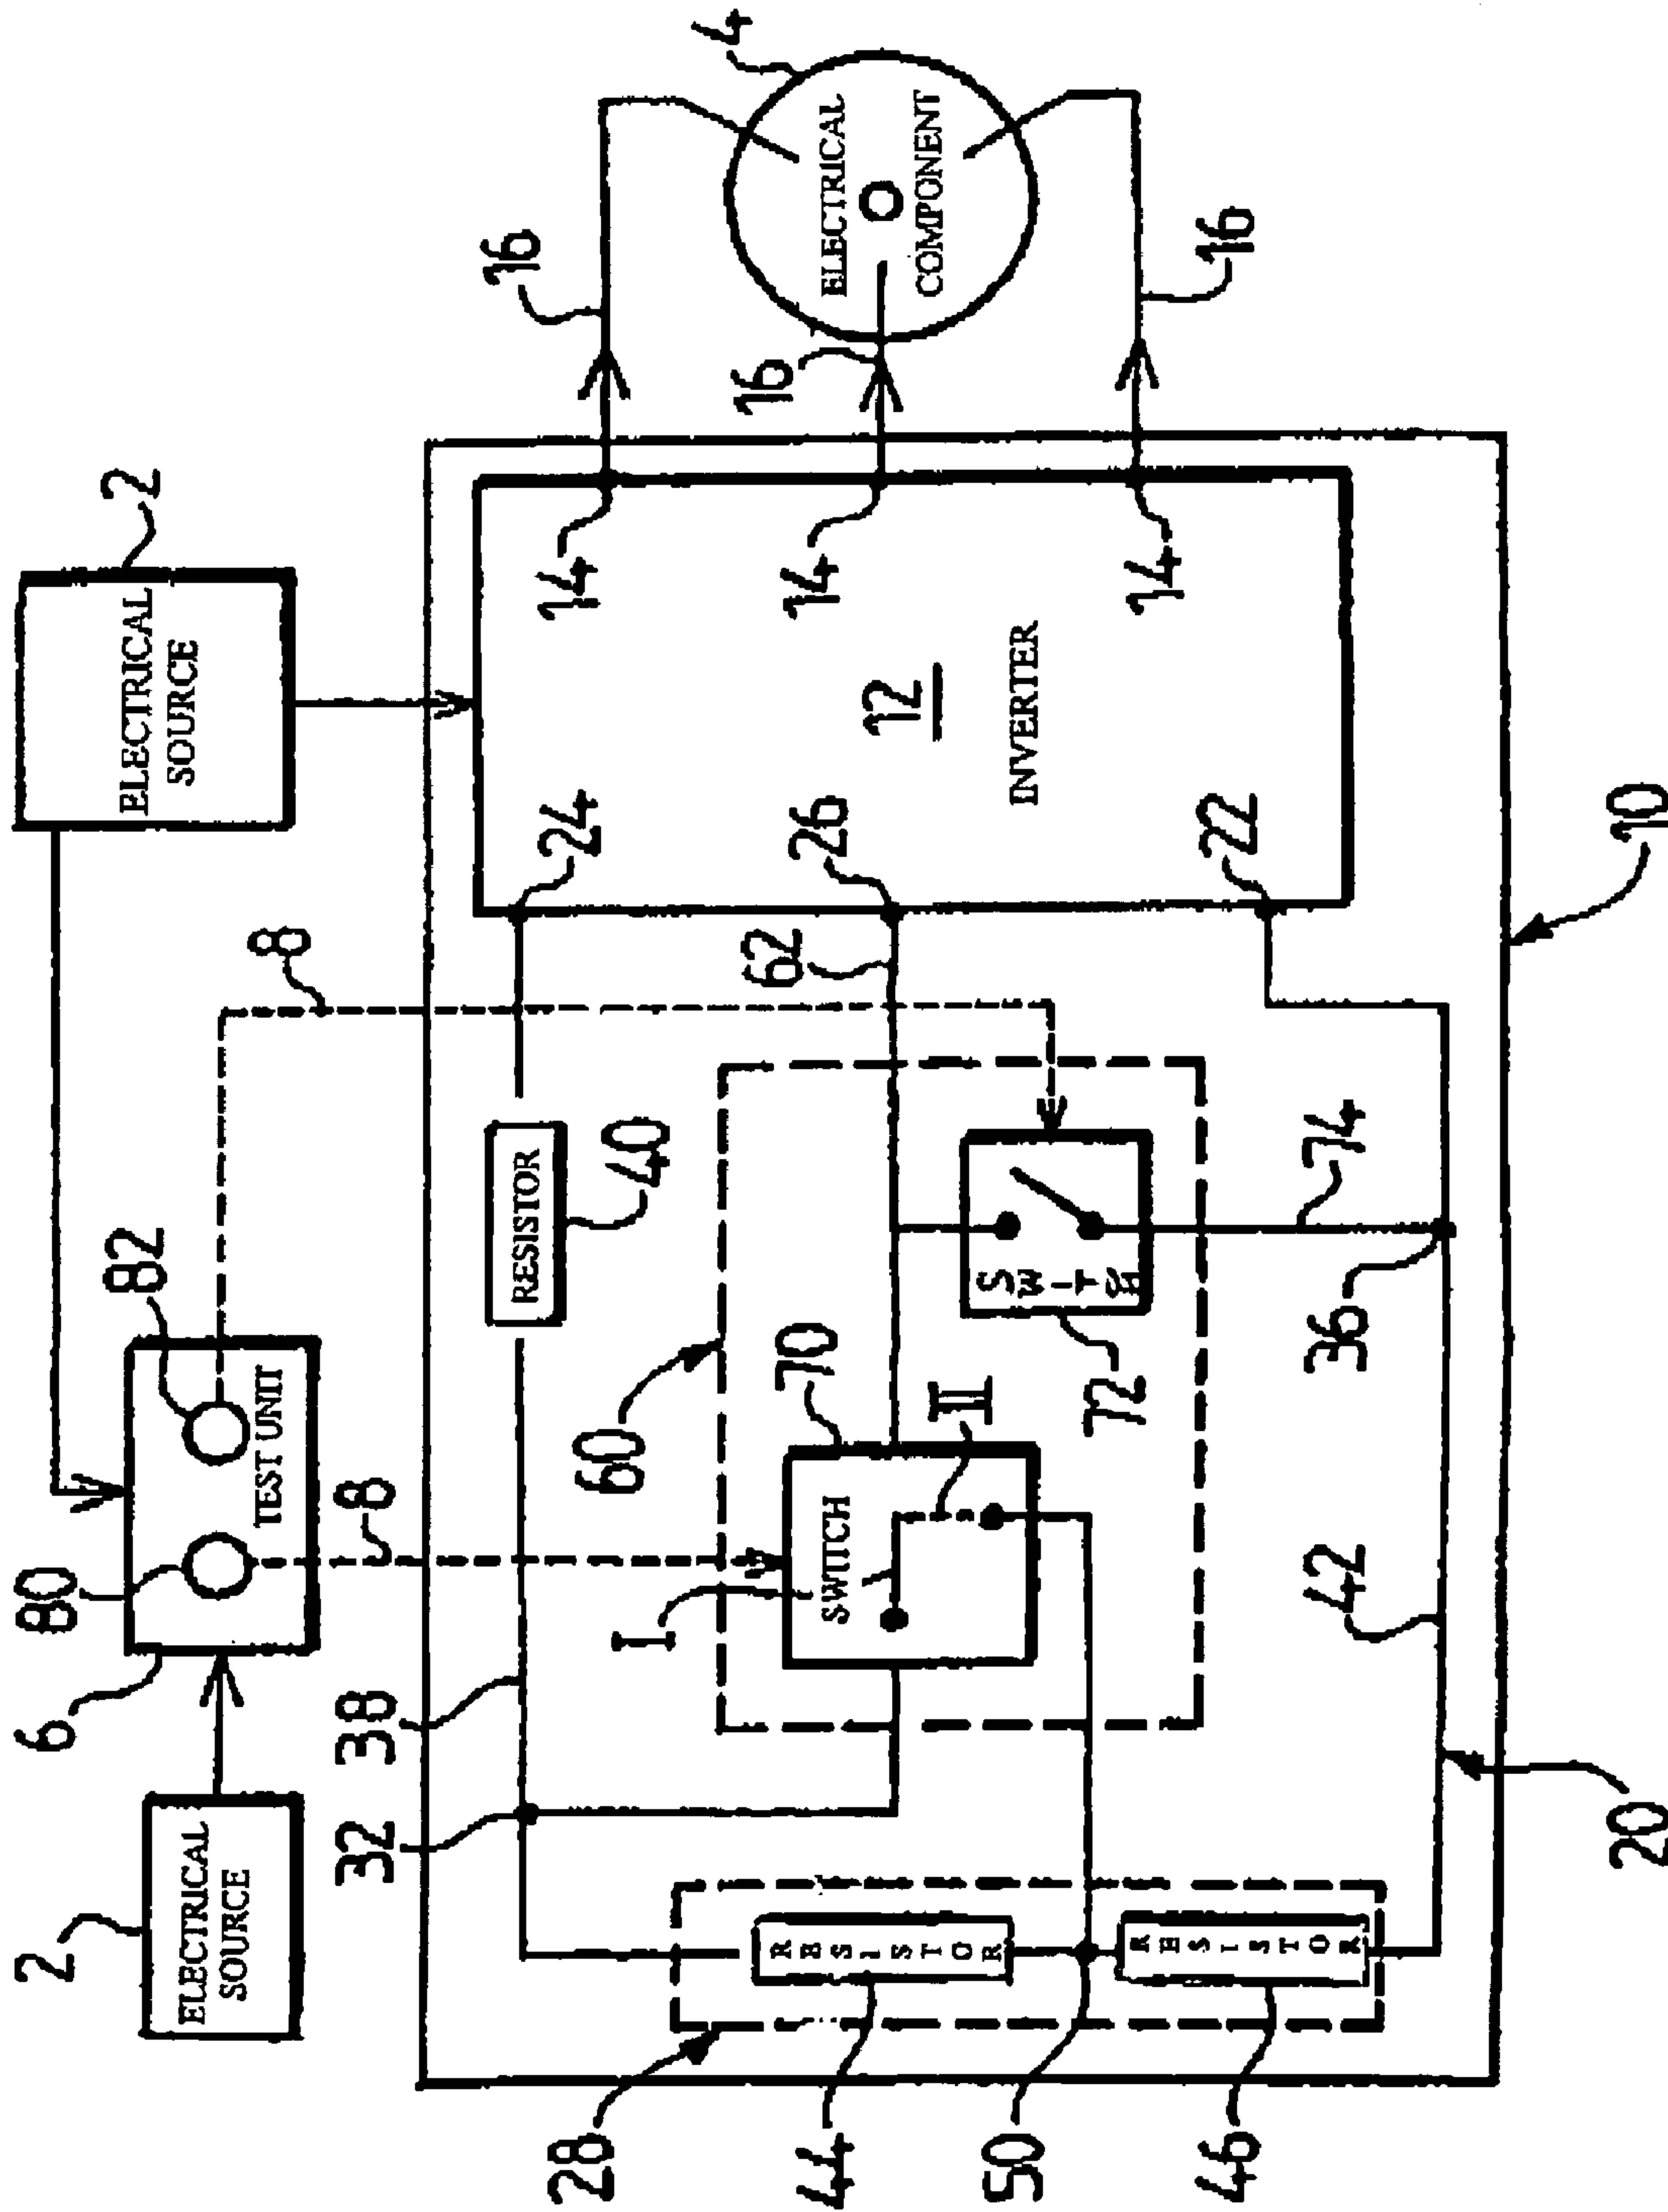 2
ELECTRICAL
SOURCE
6
80
82
TEST UNIT
8
8
2
ELECTRICAL
SOURCE
32
38
RESISTOR
40
24
16
14
28
44
RESISTOR
50
46
RESISTOR
60
I
SWITCH
70
II
72
SWITCH
62
26
12
INVERTER
14
16
4
ELECTRICAL
COMPONENT
74
36
42
22
14
16
20
10